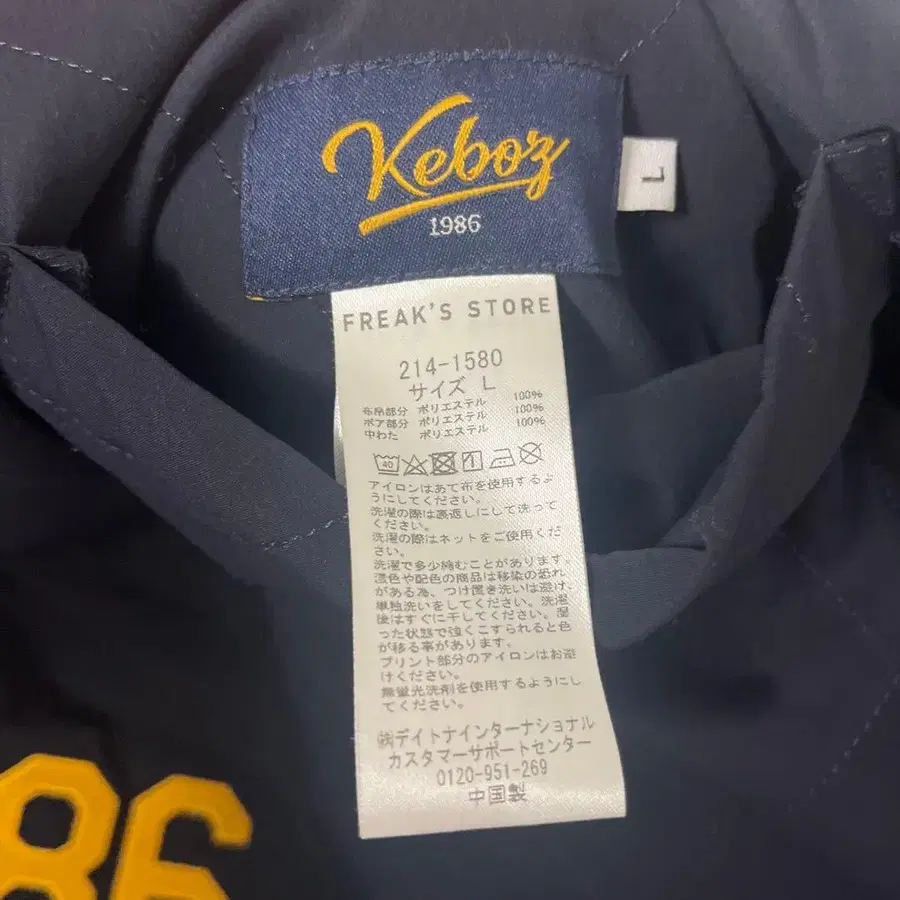 Keboz
1986
L
FREAK'S STORE
214-1580
サイズ L
布帛部分 ポリエステル 100%
ボア部分 ポリエステル 100%
中わた ポリエステル 100%
40
アイロンはあて布を使用するよ
うにしてください。
洗濯の際は裏返しにして洗って
ください。
洗濯の際はネットをご使用くだ
さい。
洗濯で多少縮むことがあります。
濃色や配色の商品は移染の恐れ
がある為、つけ置き洗いは避け、
単独洗いをしてください。洗濯
後はすぐに干してください。湿
った状態で強くこすられると色
が移る事があります。
プリント部分のアイロンはお避
けください。
無蛍光洗剤を使用するようにし
てください。
㈱デイトナインターナショナル
カスタマーサポートセンター
0120-951-269
中国製
86